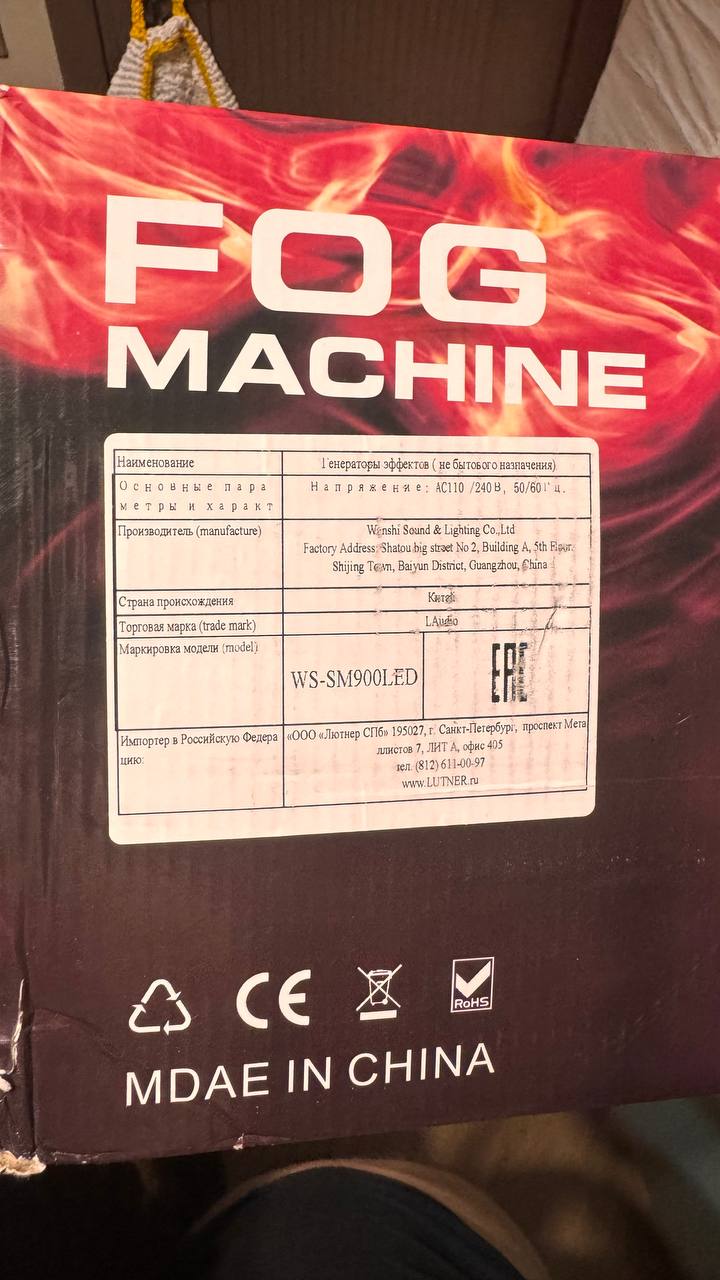 FOG
MACHINE
Наименование
Генераторы эффектов ( не бытового назначения)
Основные пара
метры и характ
Напряжение: AC110 /240В, 50/60Гц.
Производитель (manufacture)
Wenshi Sound & Lighting Co.,Ltd
Factory Address: Shatou big street No 2, Building A, 5th Floor.
Shijing Town, Baiyun District, Guangzhou, China
Страна происхождения
Китай
Торговая марка (trade mark)
LAudio
Маркировка модели (model)
WS-SM900LED
EAC
Импортер в Российскую Федера
цию:
«ООО «Лютнер СПб» 195027, г. Санкт-Петербург, проспект Мета
ллистов 7, ЛИТ А, офис 405
тел. (812) 611-00-97
www.LUTNER.ru
CE
RoHS
MDAE IN CHINA